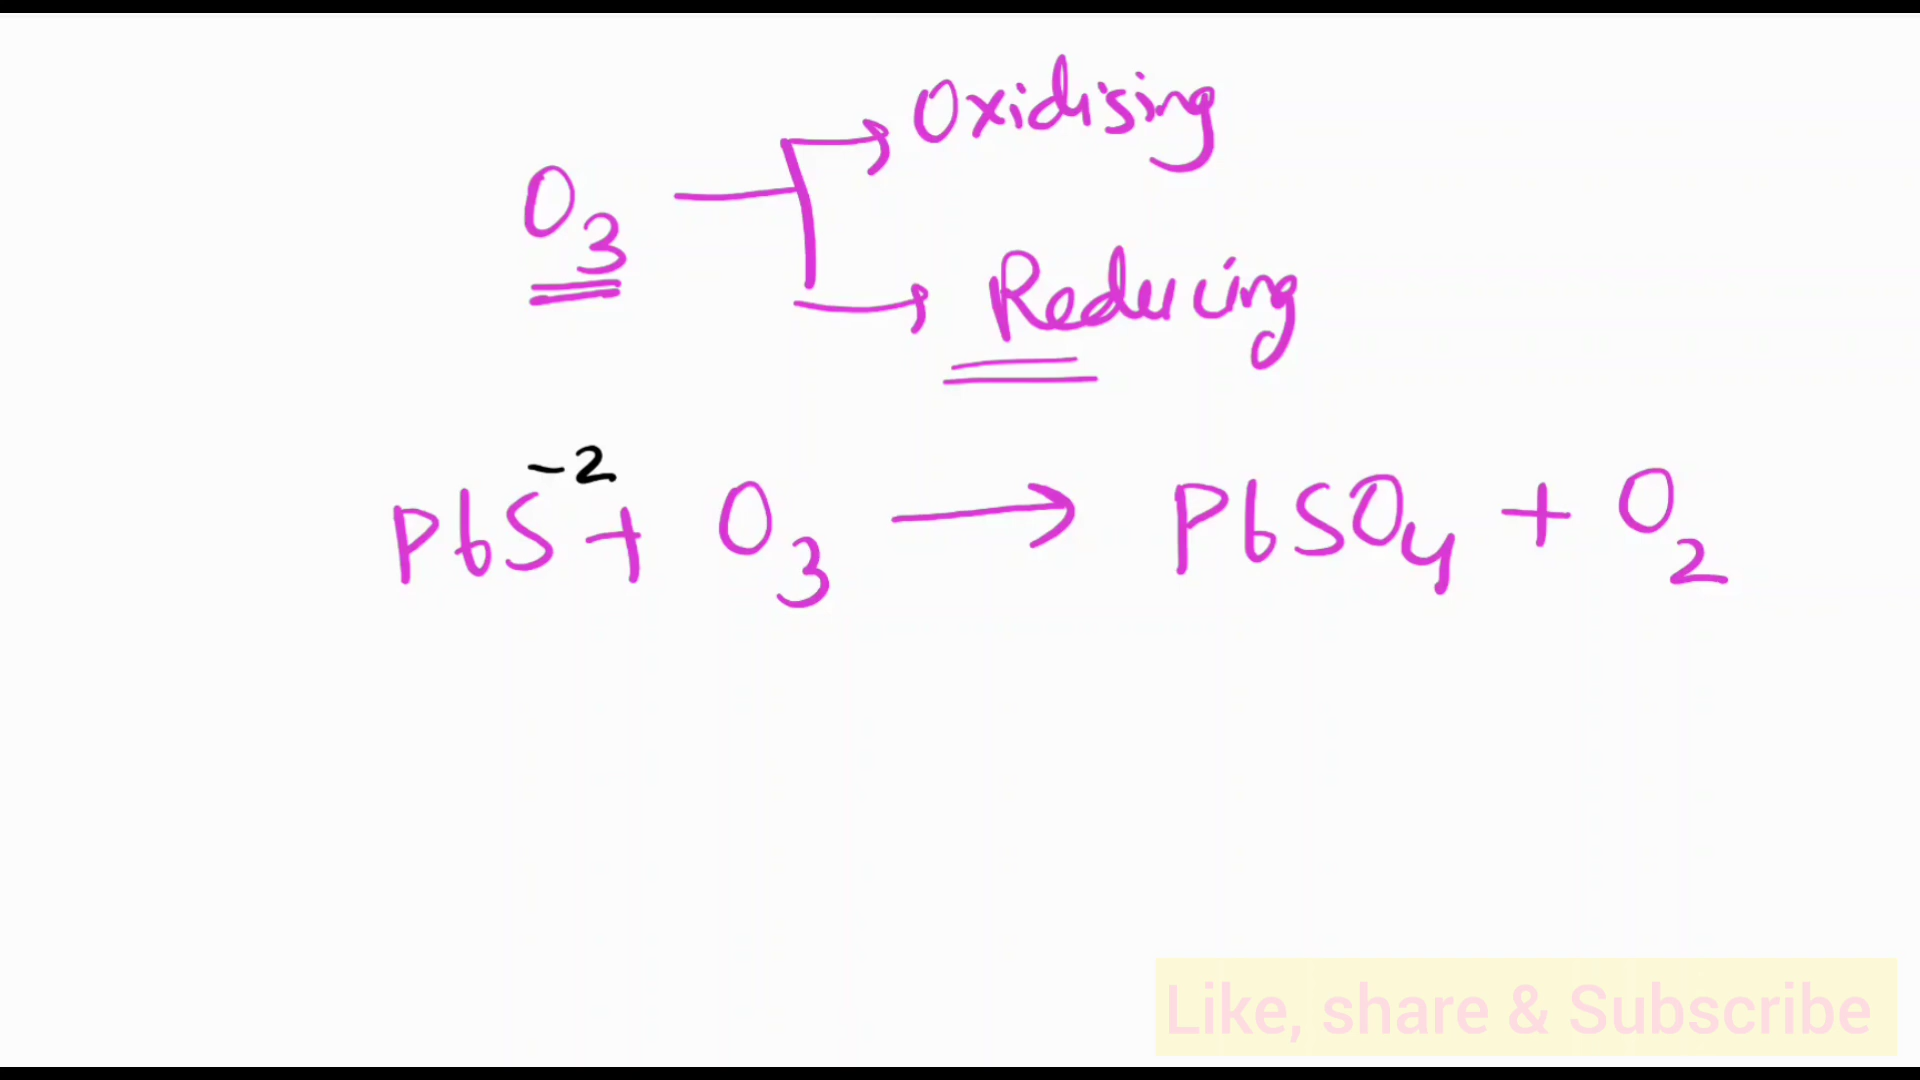 Oxidising
O3
Reducing
PbS-2 + O3 → PbSO4 + O2
Like, share & Subscribe